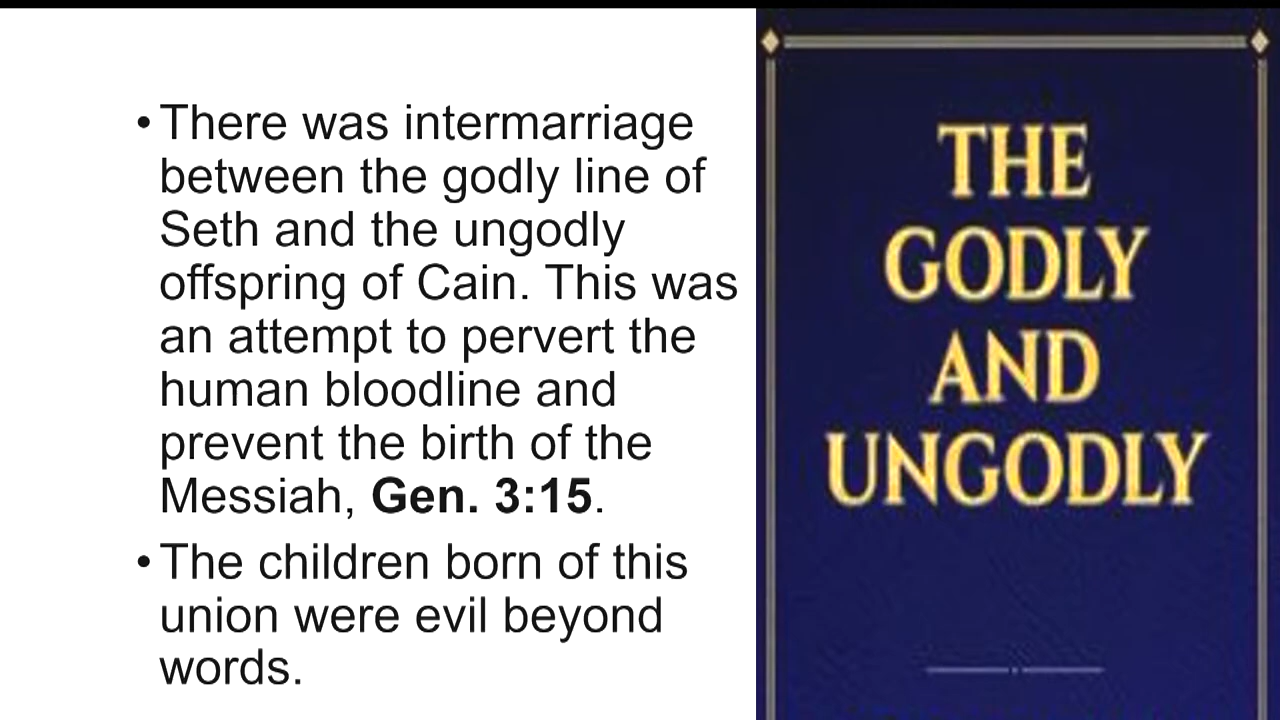 • There was intermarriage
between the godly line of
Seth and the ungodly
offspring of Cain. This was
an attempt to pervert the
human bloodline and
prevent the birth of the
Messiah, Gen. 3:15.
• The children born of this
union were evil beyond
words.
THE
GODLY
AND
UNGODLY